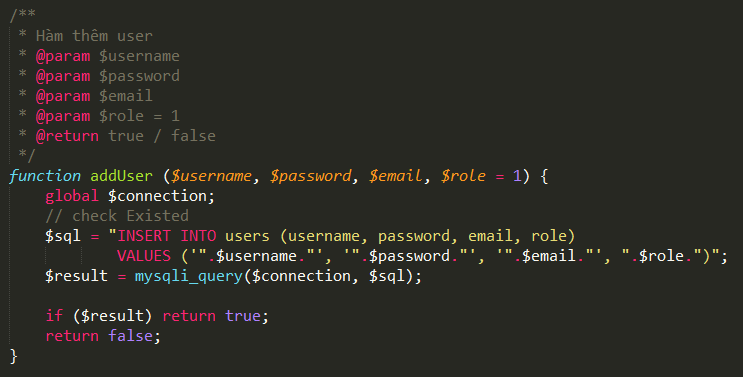 /**
 * Hàm thêm user
 * @param $username
 * @param $password
 * @param $email
 * @param $role = 1
 * @return true / false
 */
function addUser ($username, $password, $email, $role = 1) {
    global $connection;
    // check Existed
    $sql = "INSERT INTO users (username, password, email, role)
            VALUES ('".$username."', '".$password."', '".$email."', ".$role.")";
    $result = mysqli_query($connection, $sql);

    if ($result) return true;
    return false;
}